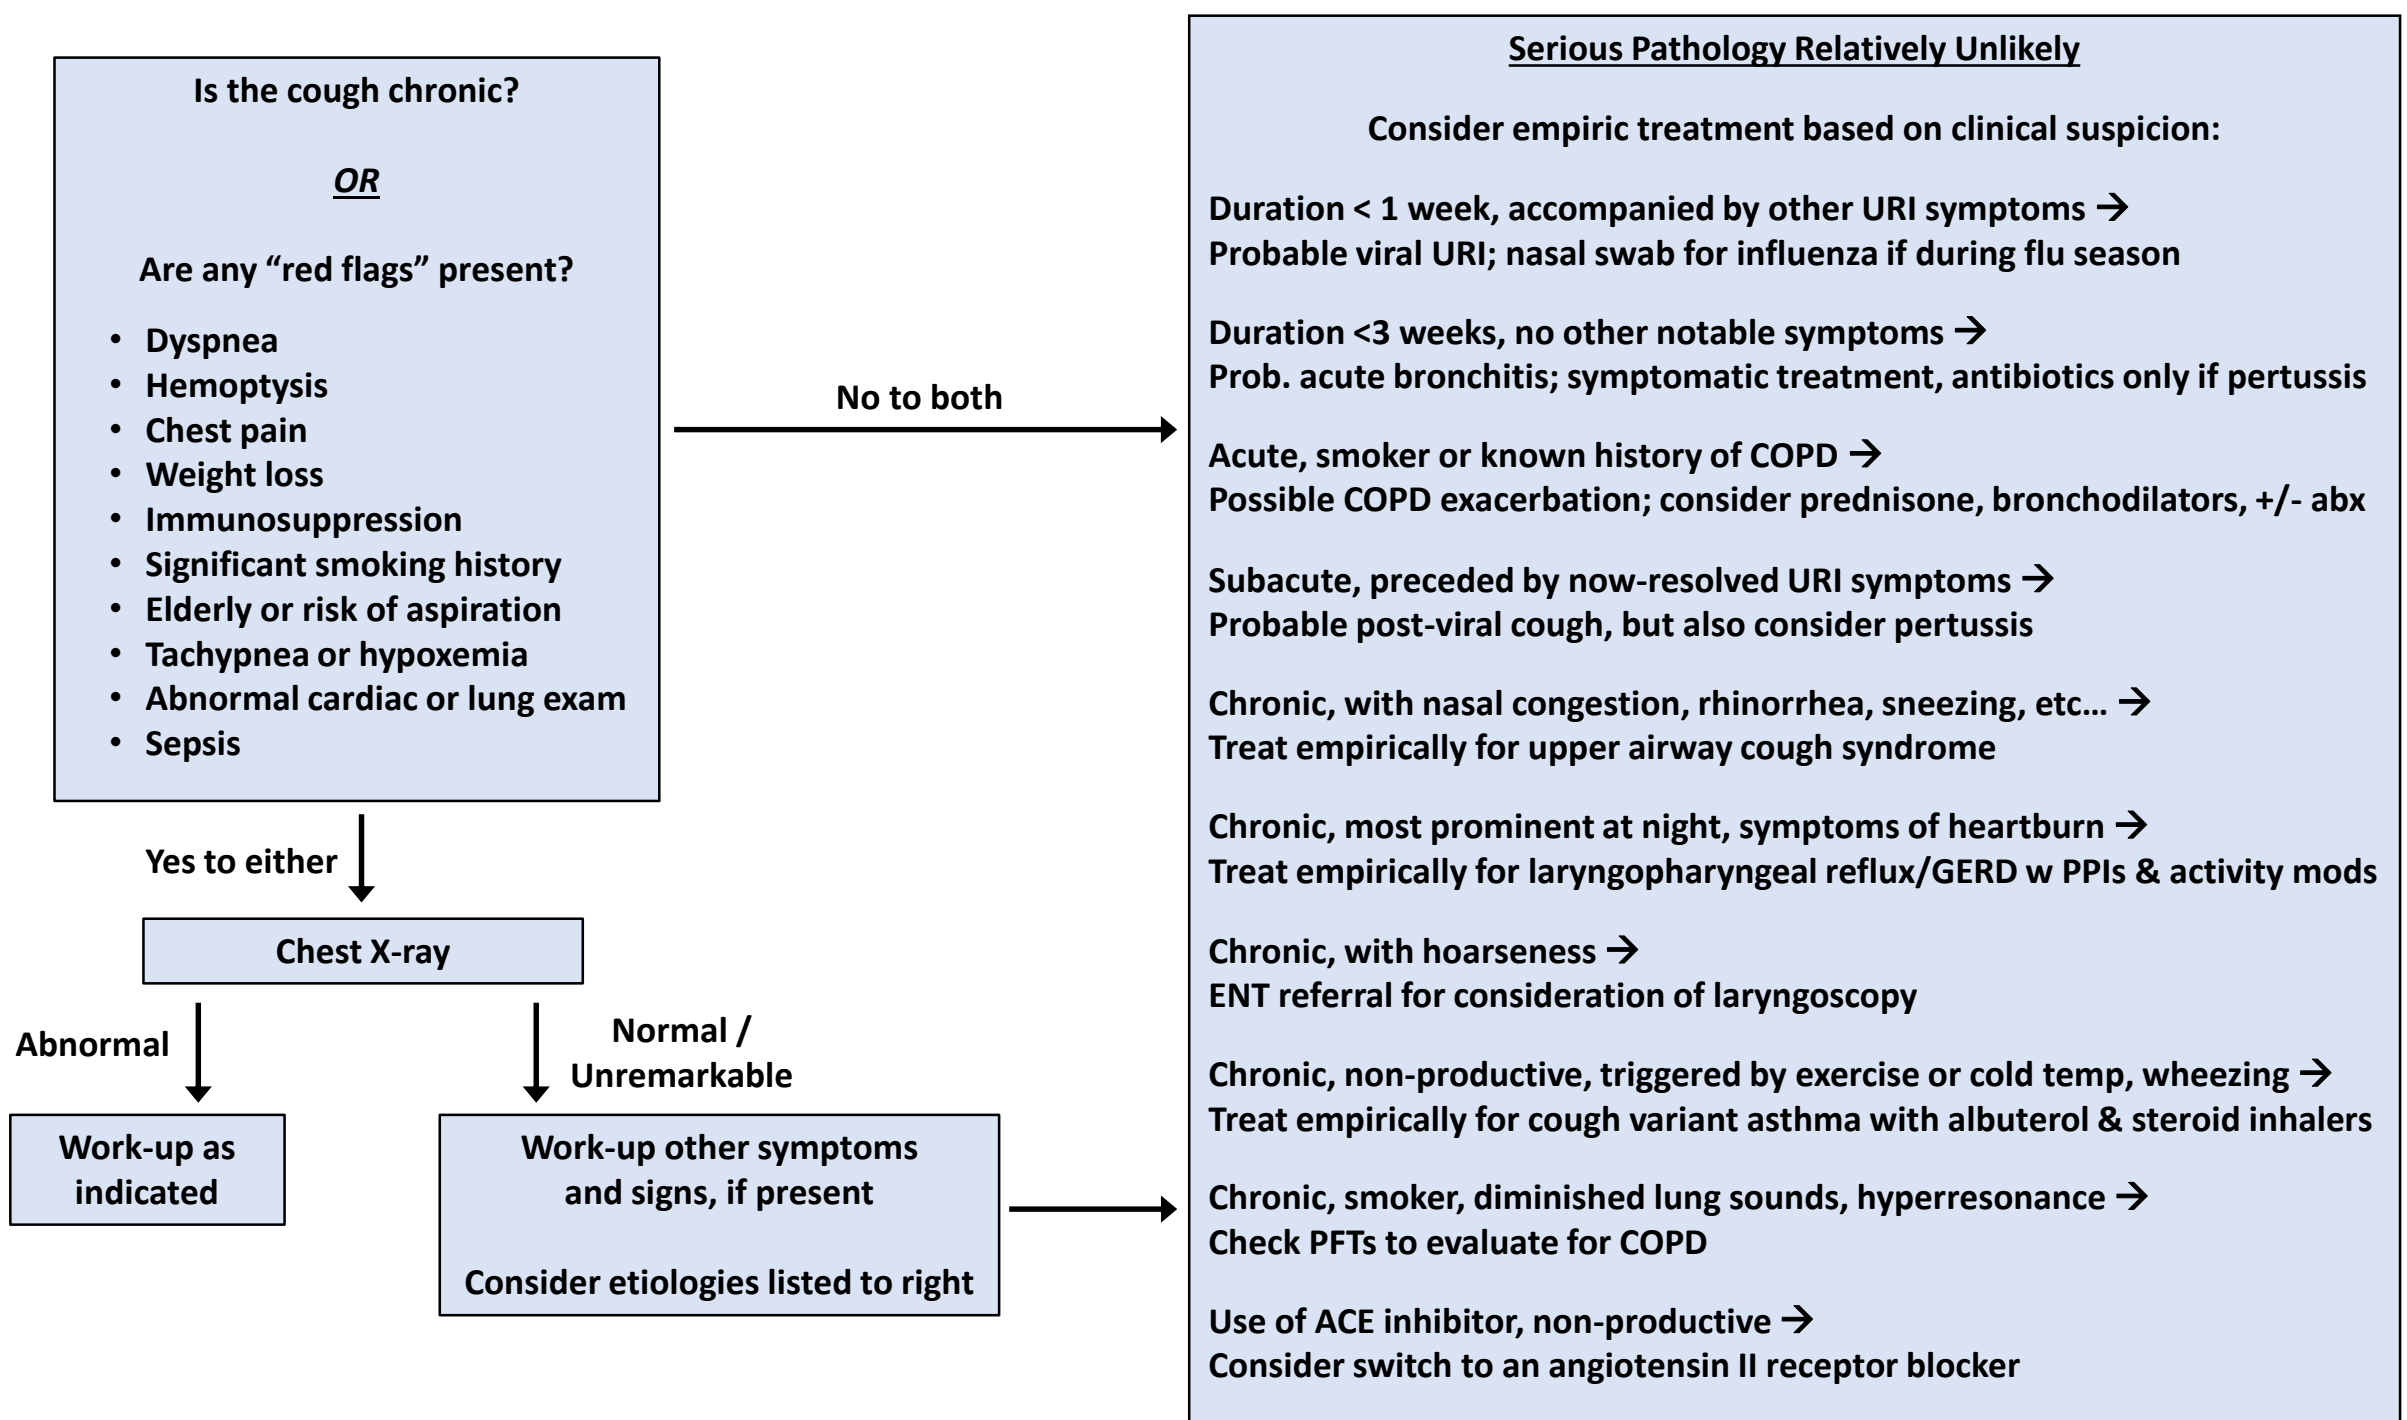 Is the cough chronic?
OR
Are any “red flags” present?
• Dyspnea
• Hemoptysis
• Chest pain
• Weight loss
• Immunosuppression
• Significant smoking history
• Elderly or risk of aspiration
• Tachypnea or hypoxemia
• Abnormal cardiac or lung exam
• Sepsis
No to both
Yes to either
Chest X-ray
Abnormal
Normal /
Unremarkable
Work-up as
indicated
Work-up other symptoms
and signs, if present
Consider etiologies listed to right
Serious Pathology Relatively Unlikely
Consider empiric treatment based on clinical suspicion:
Duration < 1 week, accompanied by other URI symptoms →
Probable viral URI; nasal swab for influenza if during flu season
Duration <3 weeks, no other notable symptoms →
Prob. acute bronchitis; symptomatic treatment, antibiotics only if pertussis
Acute, smoker or known history of COPD →
Possible COPD exacerbation; consider prednisone, bronchodilators, +/- abx
Subacute, preceded by now-resolved URI symptoms →
Probable post-viral cough, but also consider pertussis
Chronic, with nasal congestion, rhinorrhea, sneezing, etc… →
Treat empirically for upper airway cough syndrome
Chronic, most prominent at night, symptoms of heartburn →
Treat empirically for laryngopharyngeal reflux/GERD w PPIs & activity mods
Chronic, with hoarseness →
ENT referral for consideration of laryngoscopy
Chronic, non-productive, triggered by exercise or cold temp, wheezing →
Treat empirically for cough variant asthma with albuterol & steroid inhalers
Chronic, smoker, diminished lung sounds, hyperresonance →
Check PFTs to evaluate for COPD
Use of ACE inhibitor, non-productive →
Consider switch to an angiotensin II receptor blocker